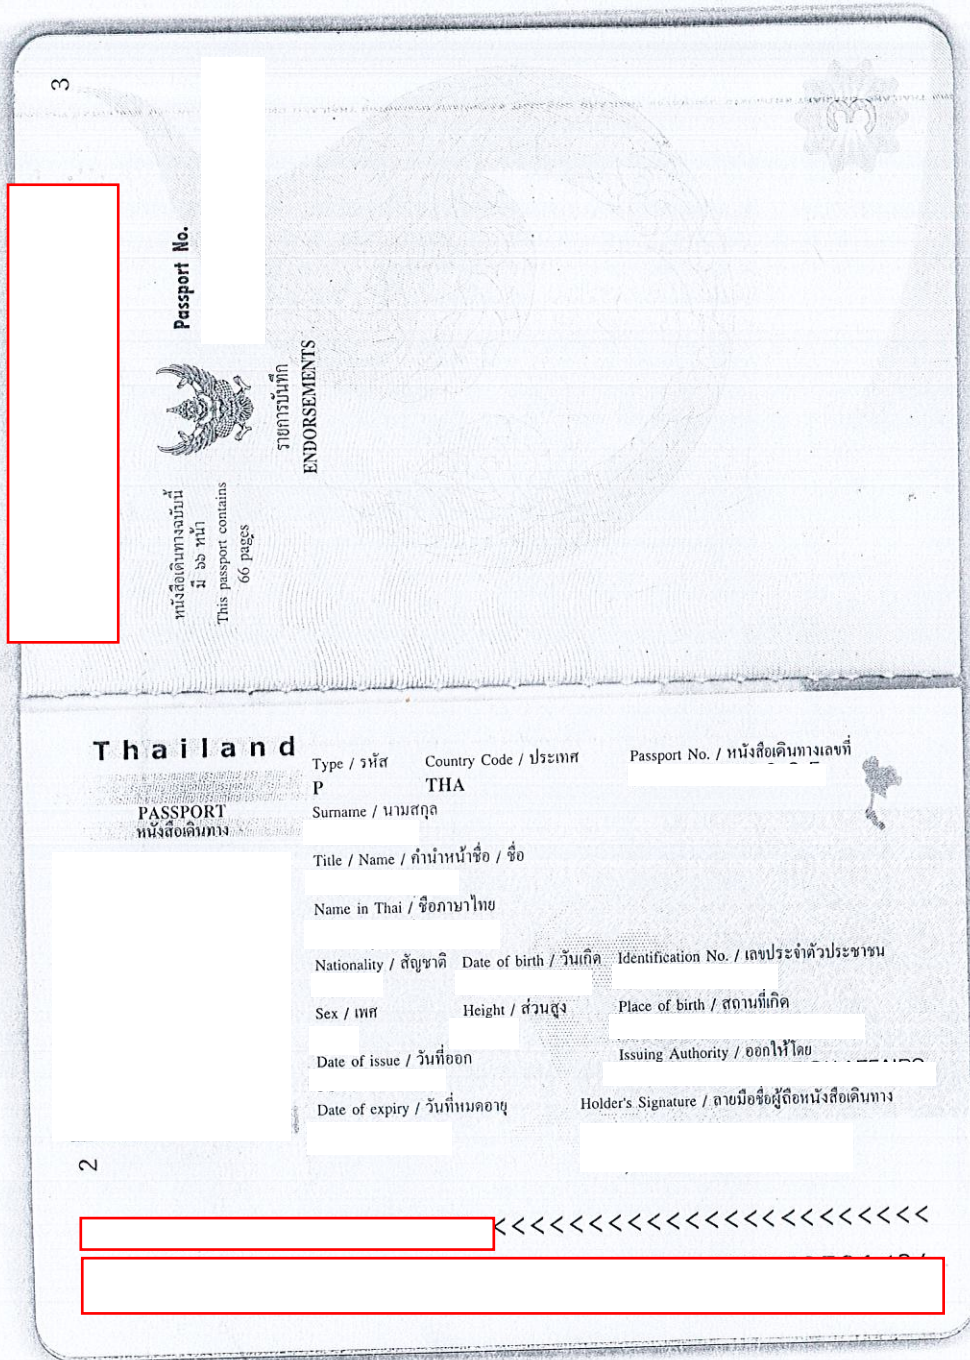 3
Passport No.
หนังสือเดินทางฉบับนี้
มี ๖๖ หน้า
This passport contains
66 pages
รายการบันทึก
ENDORSEMENTS
Thailand
PASSPORT
หนังสือเดินทาง
Type / รหัส Country Code / ประเทศ Passport No. / หนังสือเดินทางเลขที่
P THA
Surname / นามสกุล
Title / Name / คำนำหน้าชื่อ / ชื่อ
Name in Thai / ชื่อภาษาไทย
Nationality / สัญชาติ Date of birth / วันเกิด Identification No. / เลขประจำตัวประชาชน
Sex / เพศ Height / ส่วนสูง Place of birth / สถานที่เกิด
Date of issue / วันที่ออก Issuing Authority / ออกให้โดย
Date of expiry / วันที่หมดอายุ Holder's Signature / ลายมือชื่อผู้ถือหนังสือเดินทาง
2
<<<<<<<<<<<<<<<<<<<<<<<